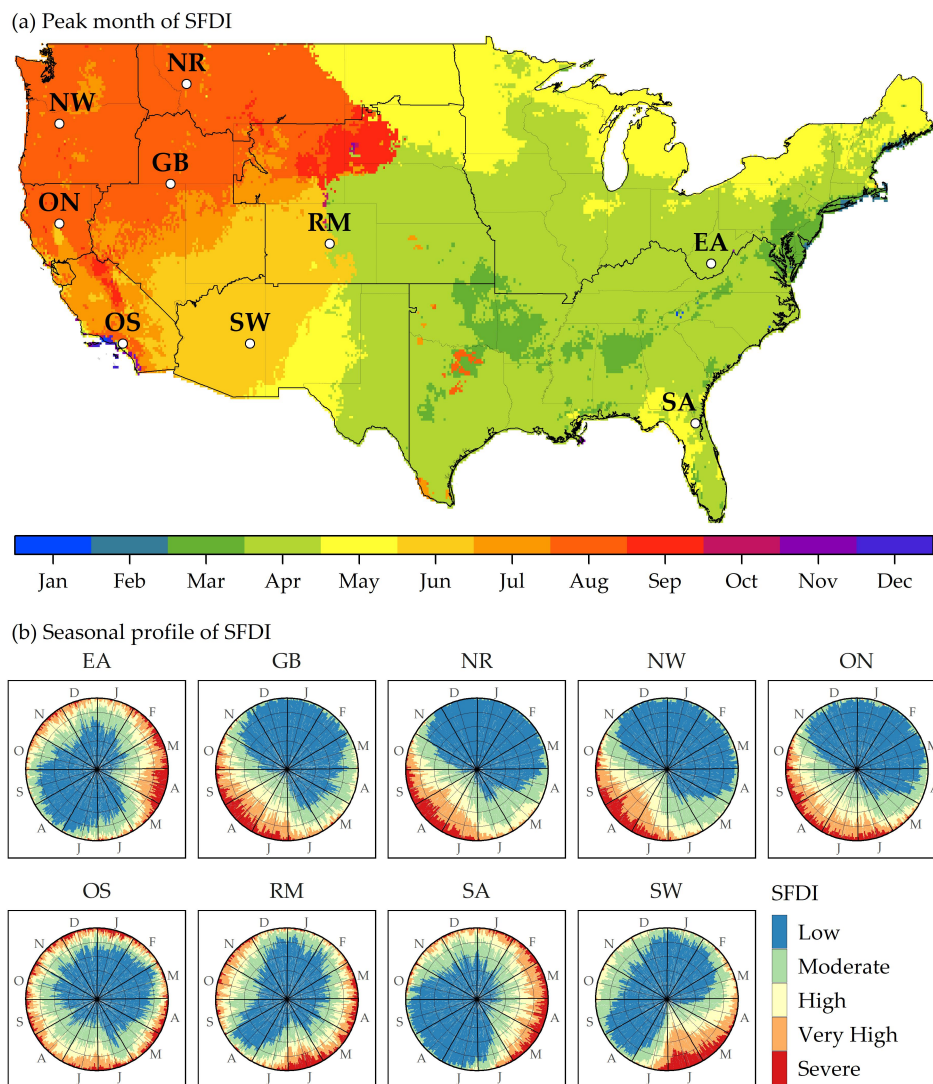 (a) Peak month of SFDI
NR
NW
GB
ON
RM
EA
OS
SW
SA
Jan Feb Mar Apr May Jun Jul Aug Sep Oct Nov Dec
(b) Seasonal profile of SFDI
EA GB NR NW ON
D J F M A M J J A S O N
D J F M A M J J A S O N
D J F M A M J J A S O N
D J F M A M J J A S O N
D J F M A M J J A S O N
OS RM SA SW SFDI
D J F M A M J J A S O N
D J F M A M J J A S O N
D J F M A M J J A S O N
D J F M A M J J A S O N
Low
Moderate
High
Very High
Severe